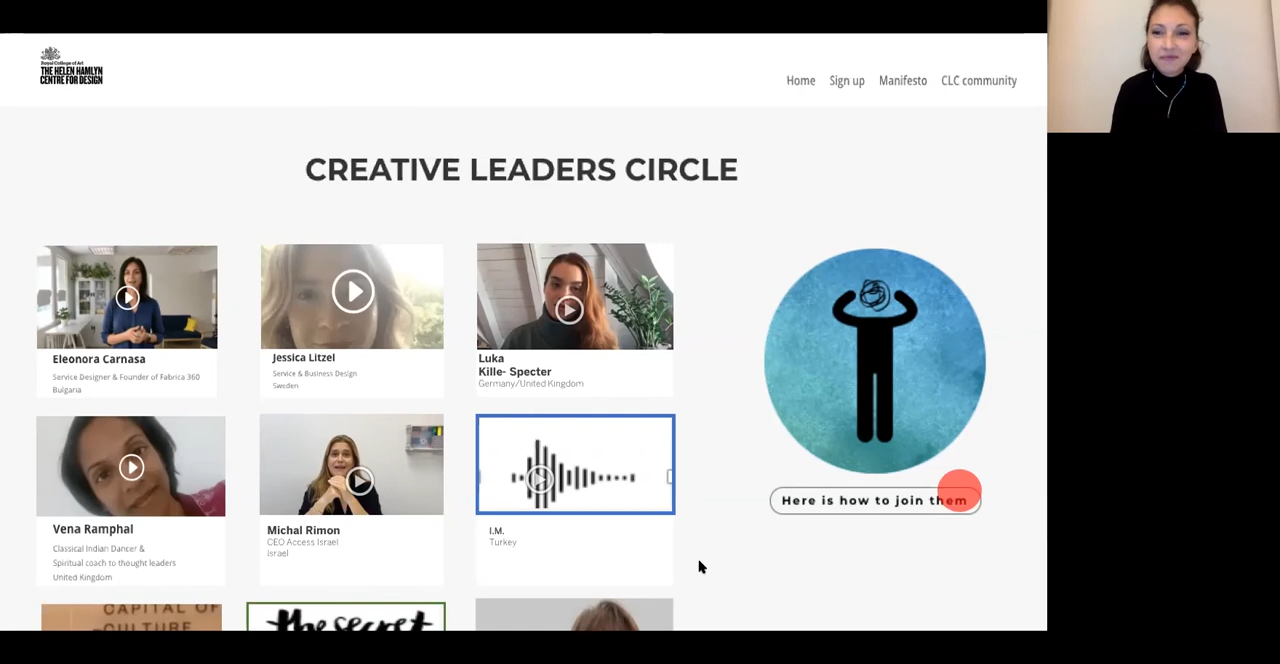 Royal College of Art
THE HELEN HAMLYN
CENTRE FOR DESIGN
Home Sign up Manifesto CLC community
CREATIVE LEADERS CIRCLE
Eleonora Carnasa
Service Designer & Founder of Fabrica 360
Bulgaria
Jessica Litzel
Service & Business Design
Sweden
Luka
Kille- Specter
Germany/United Kingdom
Here is how to join them
Vena Ramphal
Classical Indian Dancer &
Spiritual coach to thought leaders
United Kingdom
Michal Rimon
CEO Access Israel
Israel
I.M.
Turkey
CAPITAL OF
CULTURE
the secret